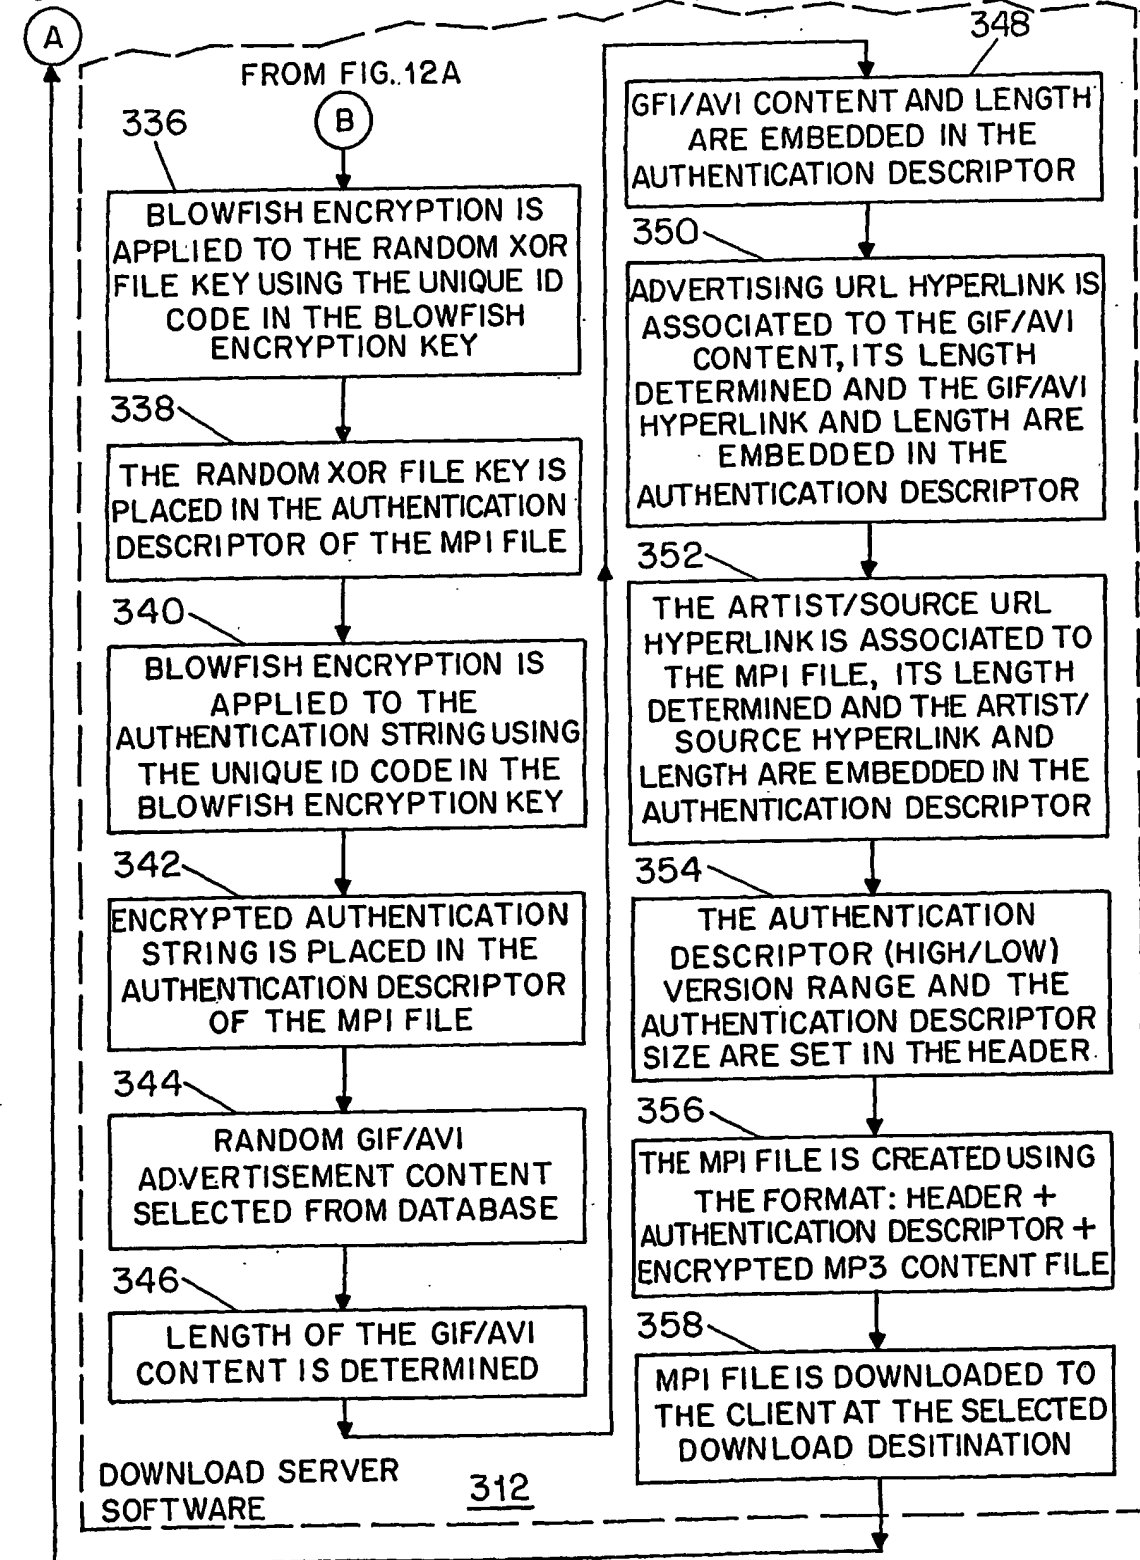 A
FROM FIG. 12A
B
336
BLOWFISH ENCRYPTION IS
APPLIED TO THE RANDOM XOR
FILE KEY USING THE UNIQUE ID
CODE IN THE BLOWFISH
ENCRYPTION KEY
338
THE RANDOM XOR FILE KEY IS
PLACED IN THE AUTHENTICATION
DESCRIPTOR OF THE MPI FILE
340
BLOWFISH ENCRYPTION IS
APPLIED TO THE
AUTHENTICATION STRING USING
THE UNIQUE ID CODE IN THE
BLOWFISH ENCRYPTION KEY
342
ENCRYPTED AUTHENTICATION
STRING IS PLACED IN THE
AUTHENTICATION DESCRIPTOR
OF THE MPI FILE
344
RANDOM GIF/AVI
ADVERTISEMENT CONTENT
SELECTED FROM DATABASE
346
LENGTH OF THE GIF/AVI
CONTENT IS DETERMINED
348
GFI/AVI CONTENT AND LENGTH
ARE EMBEDDED IN THE
AUTHENTICATION DESCRIPTOR
350
ADVERTISING URL HYPERLINK IS
ASSOCIATED TO THE GIF/AVI
CONTENT, ITS LENGTH
DETERMINED AND THE GIF/AVI
HYPERLINK AND LENGTH ARE
EMBEDDED IN THE
AUTHENTICATION DESCRIPTOR
352
THE ARTIST/SOURCE URL
HYPERLINK IS ASSOCIATED TO
THE MPI FILE, ITS LENGTH
DETERMINED AND THE ARTIST/
SOURCE HYPERLINK AND
LENGTH ARE EMBEDDED IN THE
AUTHENTICATION DESCRIPTOR
354
THE AUTHENTICATION
DESCRIPTOR (HIGH/LOW)
VERSION RANGE AND THE
AUTHENTICATION DESCRIPTOR
SIZE ARE SET IN THE HEADER.
356
THE MPI FILE IS CREATED USING
THE FORMAT: HEADER +
AUTHENTICATION DESCRIPTOR +
ENCRYPTED MP3 CONTENT FILE
358
MPI FILE IS DOWNLOADED TO
THE CLIENT AT THE SELECTED
DOWNLOAD DESITINATION
DOWNLOAD SERVER
SOFTWARE
312